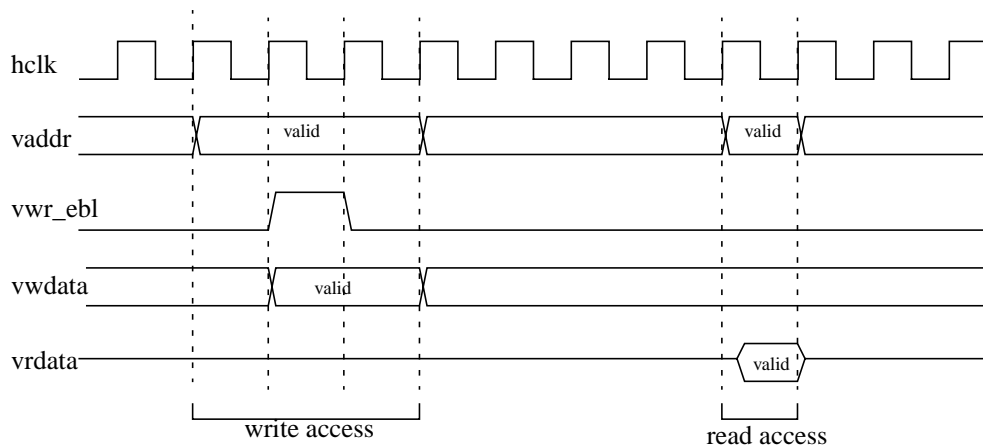 hclk
vaddr valid valid
vwr_ebl
vwdata valid
vrdata valid
write access read access